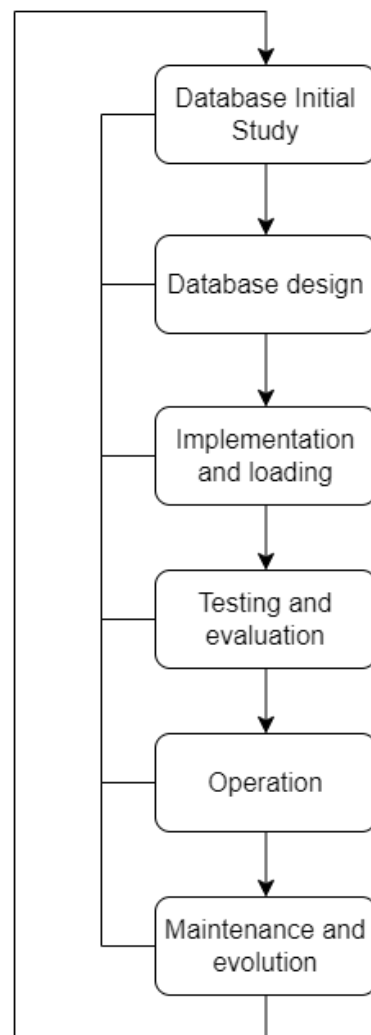 Database Initial
Study
Database design
Implementation
and loading
Testing and
evaluation
Operation
Maintenance and
evolution